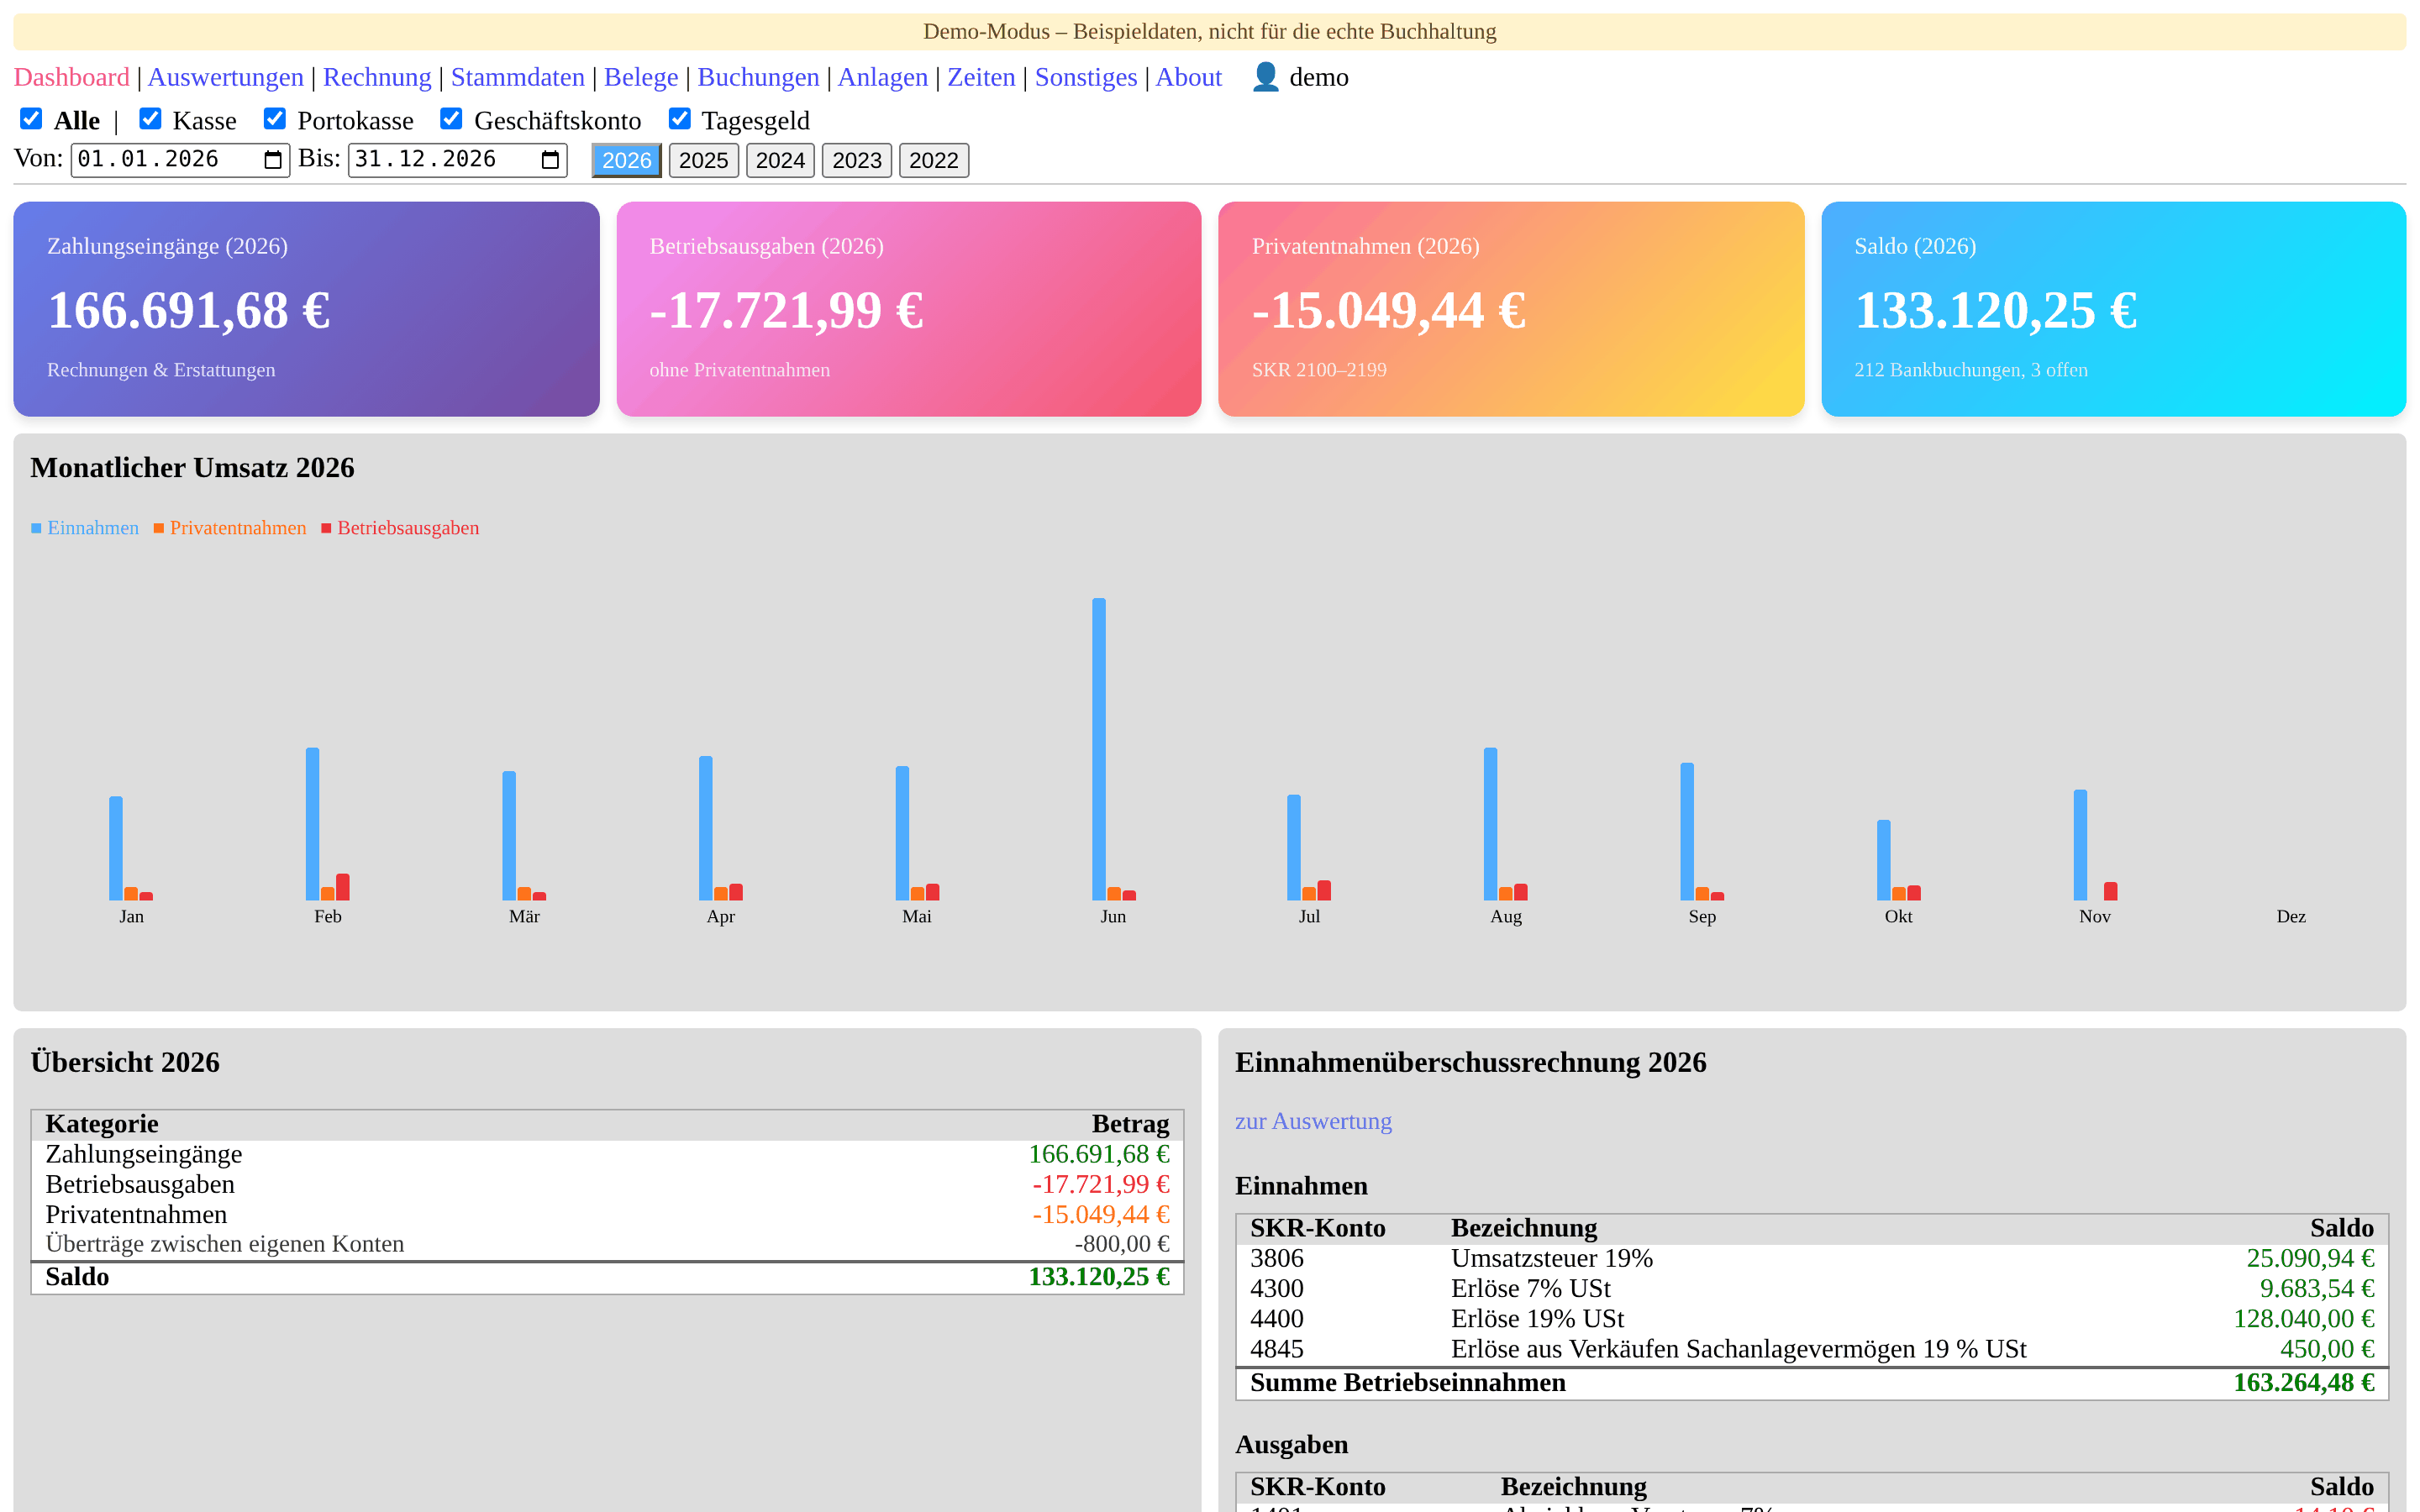 Demo-Modus – Beispieldaten, nicht für die echte Buchhaltung
Dashboard | Auswertungen | Rechnung | Stammdaten | Belege | Buchungen | Anlagen | Zeiten | Sonstiges | About demo
Alle | Kasse Portokasse Geschäftskonto Tagesgeld
Von: 01.01.2026 Bis: 31.12.2026 2026 2025 2024 2023 2022
Zahlungseingänge (2026)
166.691,68 €
Rechnungen & Erstattungen
Betriebsausgaben (2026)
-17.721,99 €
ohne Privatentnahmen
Privatentnahmen (2026)
-15.049,44 €
SKR 2100–2199
Saldo (2026)
133.120,25 €
212 Bankbuchungen, 3 offen
Monatlicher Umsatz 2026
Einnahmen Privatentnahmen Betriebsausgaben
Jan Feb Mär Apr Mai Jun Jul Aug Sep Okt Nov Dez
Übersicht 2026
Kategorie Betrag
Zahlungseingänge 166.691,68 €
Betriebsausgaben -17.721,99 €
Privatentnahmen -15.049,44 €
Überträge zwischen eigenen Konten -800,00 €
Saldo 133.120,25 €
Einnahmenüberschussrechnung 2026
zur Auswertung
Einnahmen
SKR-Konto Bezeichnung Saldo
3806 Umsatzsteuer 19% 25.090,94 €
4300 Erlöse 7% USt 9.683,54 €
4400 Erlöse 19% USt 128.040,00 €
4845 Erlöse aus Verkäufen Sachanlagevermögen 19 % USt 450,00 €
Summe Betriebseinnahmen 163.264,48 €
Ausgaben
SKR-Konto Bezeichnung Saldo